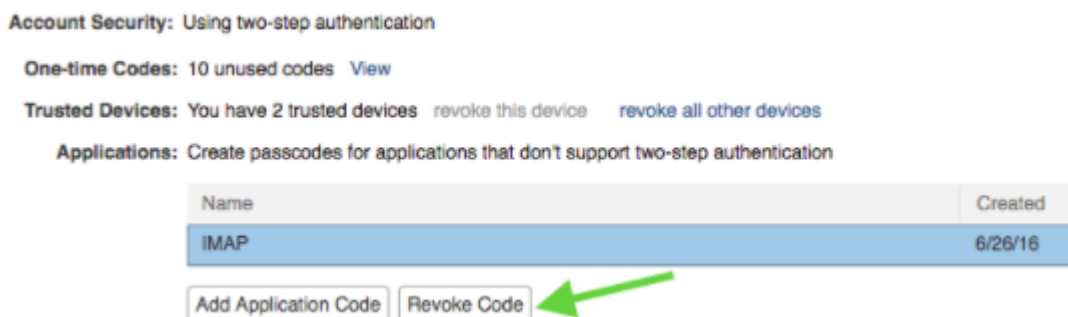 Account Security: Using two-step authentication
One-time Codes: 10 unused codes View
Trusted Devices: You have 2 trusted devices revoke this device revoke all other devices
Applications: Create passcodes for applications that don't support two-step authentication
Name Created
IMAP 6/26/16
Add Application Code Revoke Code